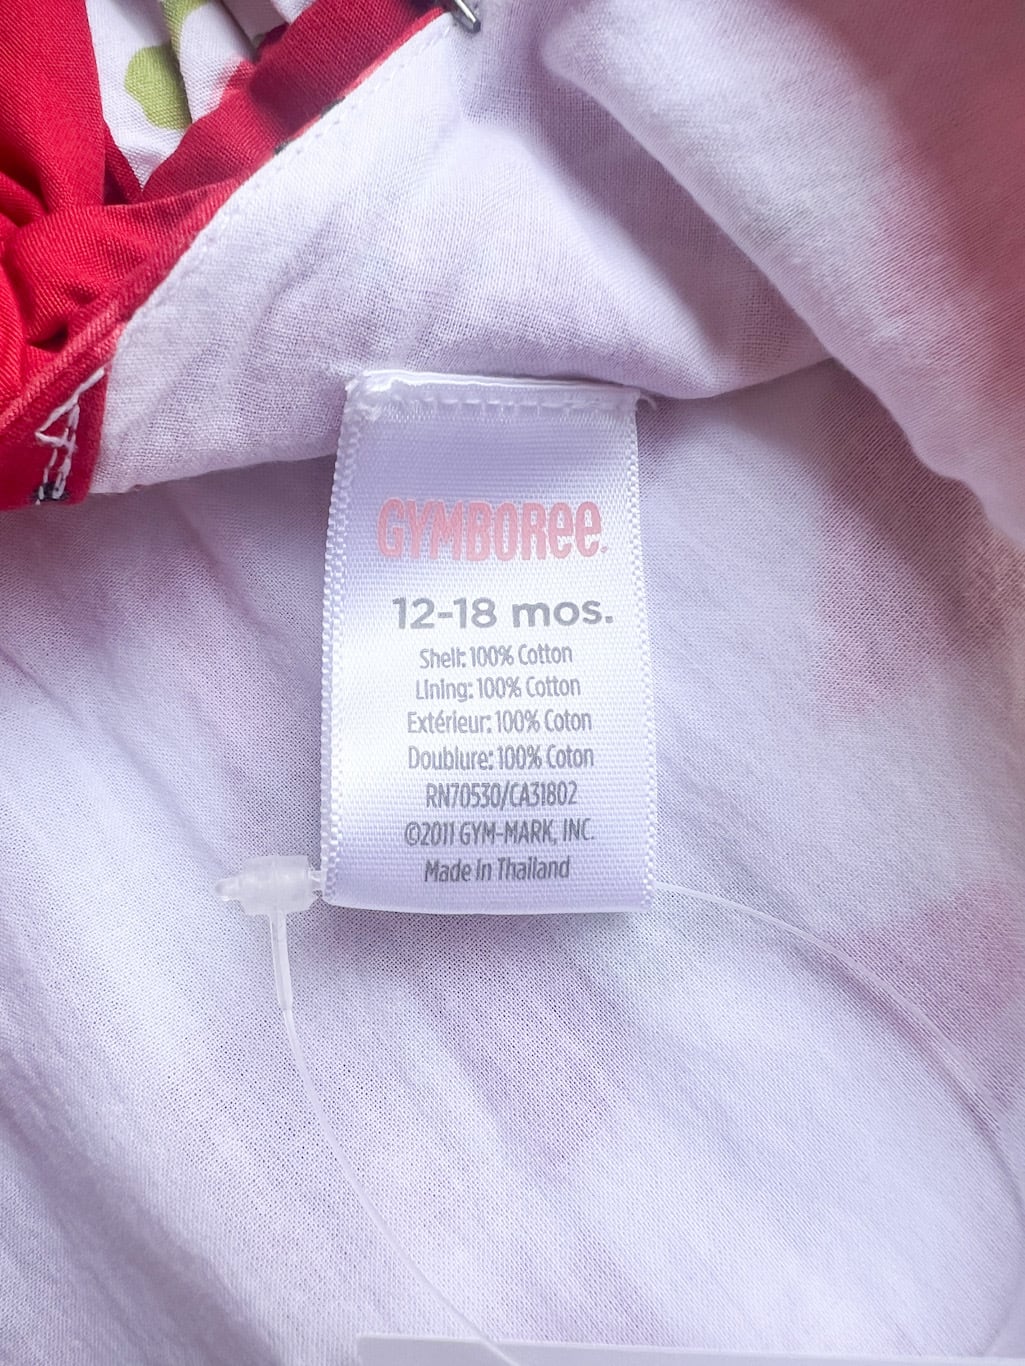 GYMBOREE.
12-18 mos.
Shell: 100% Cotton
Lining: 100% Cotton
Extérieur: 100% Coton
Doublure: 100% Coton
RN70530/CA31802
©2011 GYM-MARK, INC.
Made In Thailand